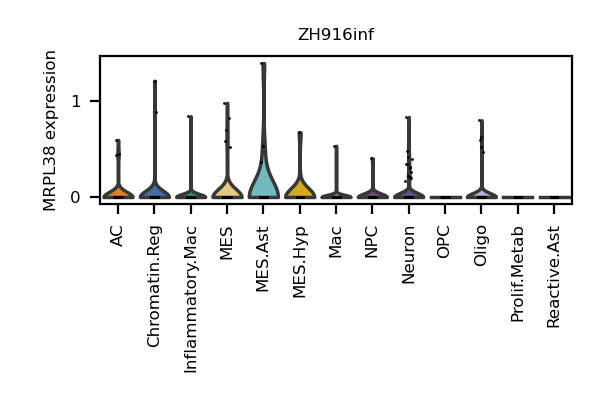 ZH916inf
MRPL38 expression
1
0
AC
Chromatin.Reg
Inflammatory.Mac
MES
MES.Ast
MES.Hyp
Mac
NPC
Neuron
OPC
Oligo
Prolif.Metab
Reactive.Ast